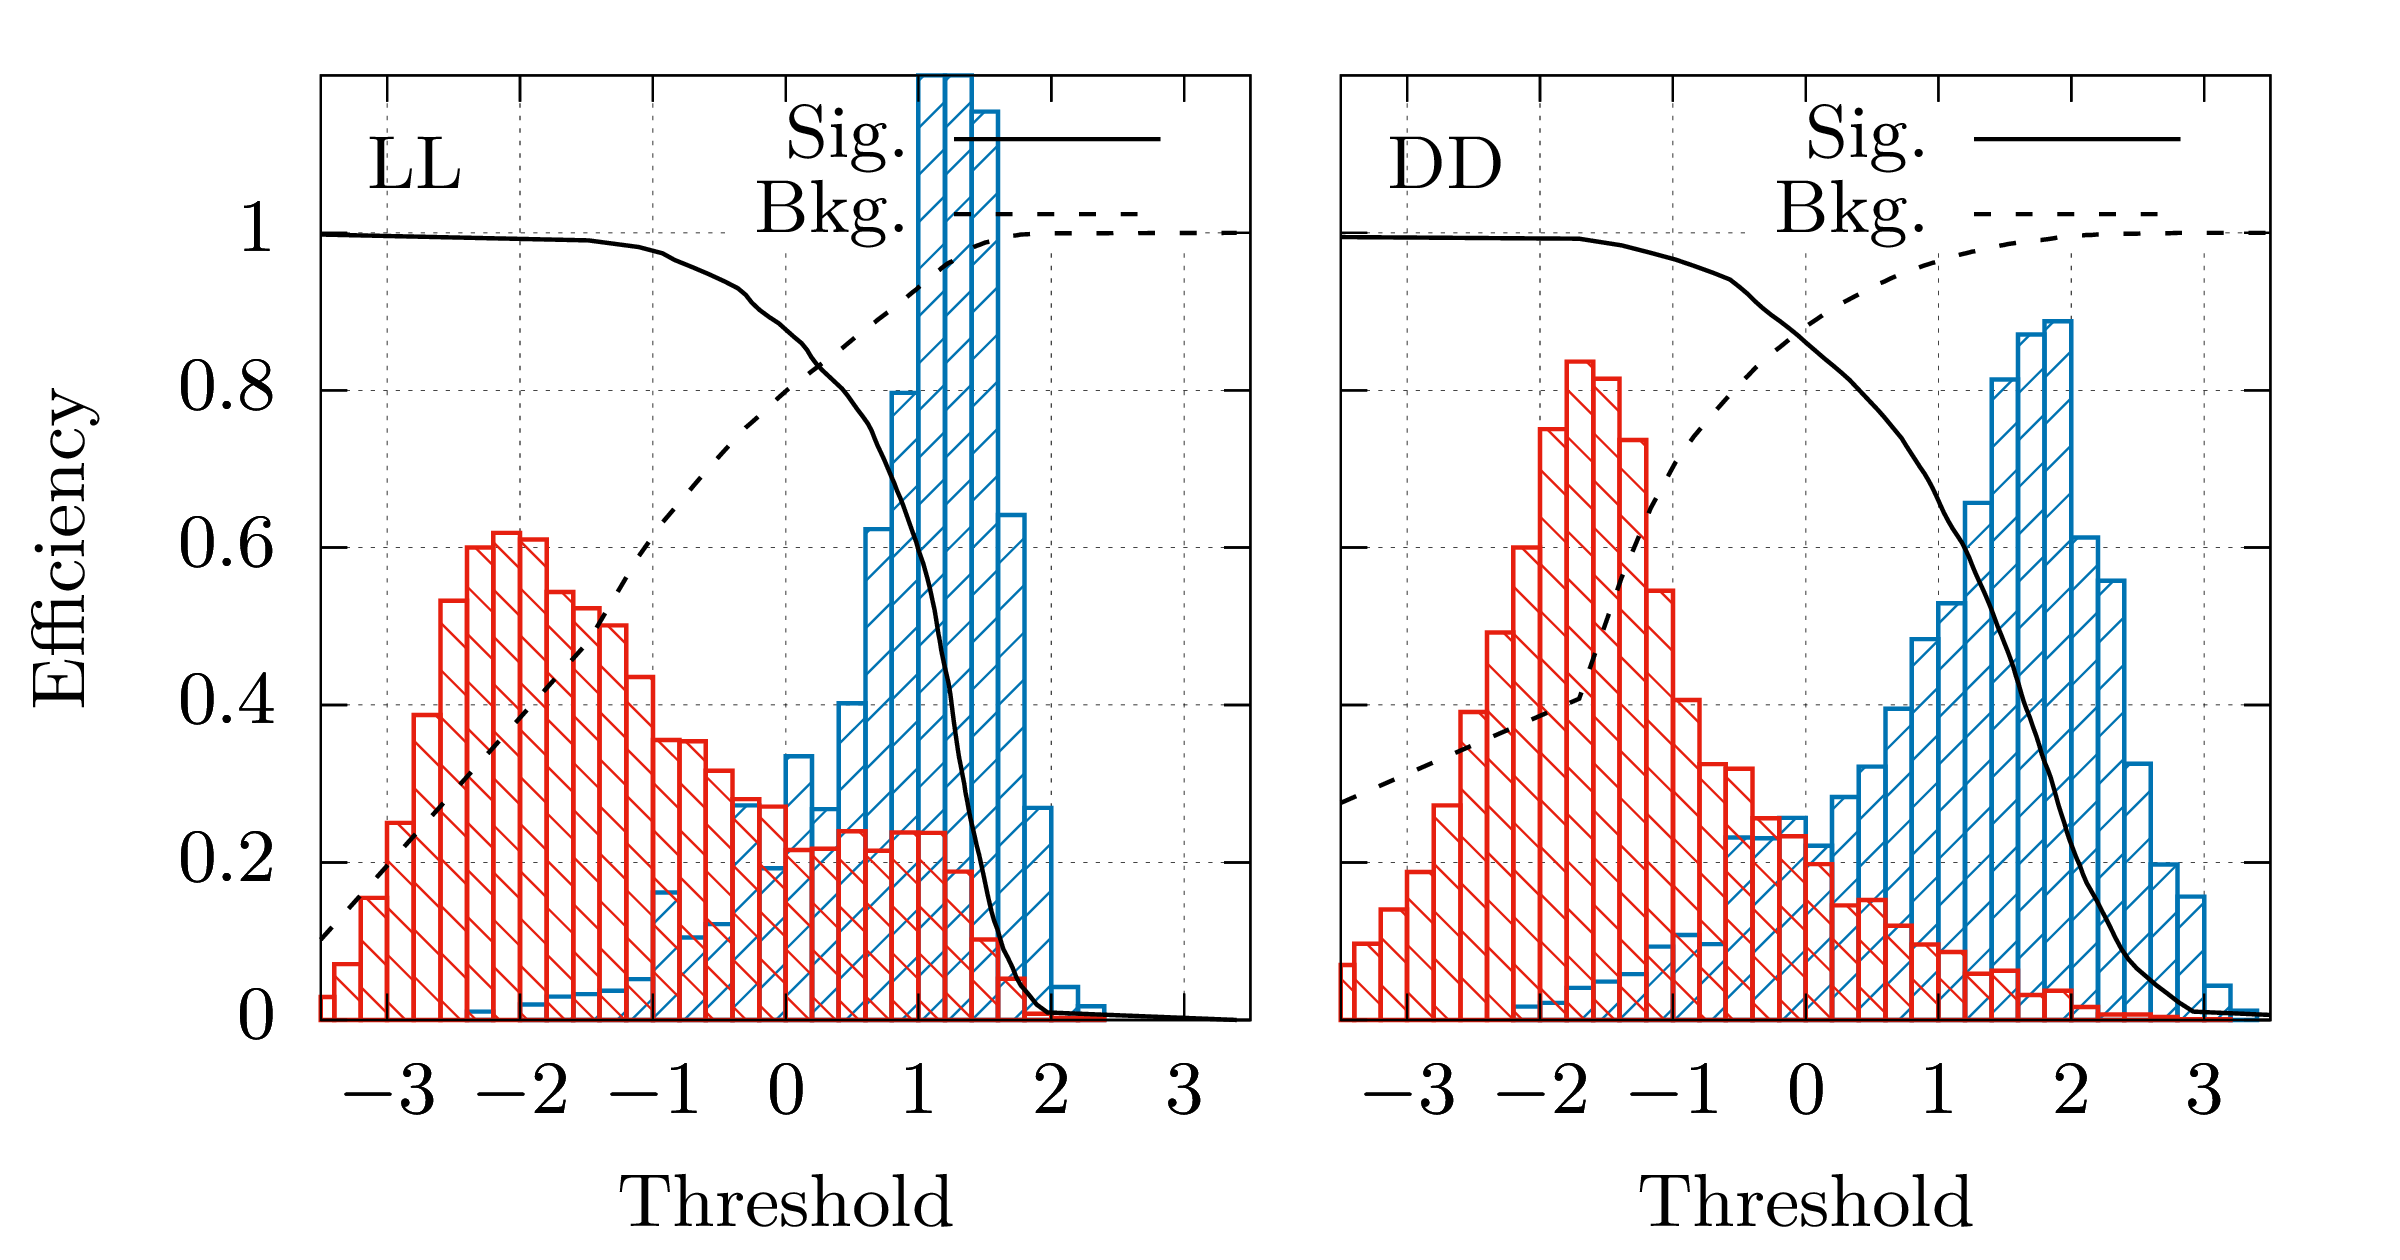 LL
Sig.
Bkg.
1
0.8
0.6
0.4
0.2
0
Efficiency
−3 −2 −1 0 1 2 3
Threshold
DD
Sig.
Bkg.
−3 −2 −1 0 1 2 3
Threshold